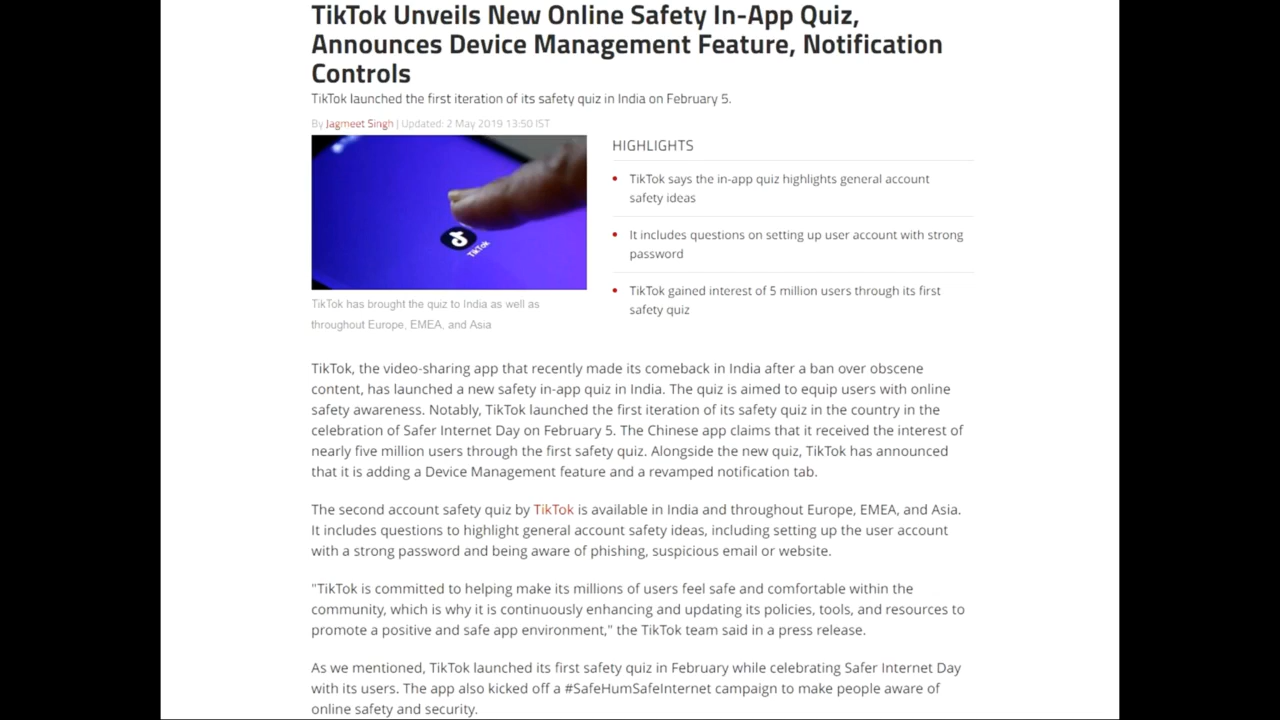 TikTok Unveils New Online Safety In-App Quiz,
Announces Device Management Feature, Notification
Controls
TikTok launched the first iteration of its safety quiz in India on February 5.
By Jagmeet Singh | Updated: 2 May 2019 13:50 IST
TikTok
TikTok has brought the quiz to India as well as
throughout Europe, EMEA, and Asia
HIGHLIGHTS
TikTok says the in-app quiz highlights general account
safety ideas
It includes questions on setting up user account with strong
password
TikTok gained interest of 5 million users through its first
safety quiz
TikTok, the video-sharing app that recently made its comeback in India after a ban over obscene
content, has launched a new safety in-app quiz in India. The quiz is aimed to equip users with online
safety awareness. Notably, TikTok launched the first iteration of its safety quiz in the country in the
celebration of Safer Internet Day on February 5. The Chinese app claims that it received the interest of
nearly five million users through the first safety quiz. Alongside the new quiz, TikTok has announced
that it is adding a Device Management feature and a revamped notification tab.
The second account safety quiz by TikTok is available in India and throughout Europe, EMEA, and Asia.
It includes questions to highlight general account safety ideas, including setting up the user account
with a strong password and being aware of phishing, suspicious email or website.
"TikTok is committed to helping make its millions of users feel safe and comfortable within the
community, which is why it is continuously enhancing and updating its policies, tools, and resources to
promote a positive and safe app environment," the TikTok team said in a press release.
As we mentioned, TikTok launched its first safety quiz in February while celebrating Safer Internet Day
with its users. The app also kicked off a #SafeHumSafeInternet campaign to make people aware of
online safety and security.